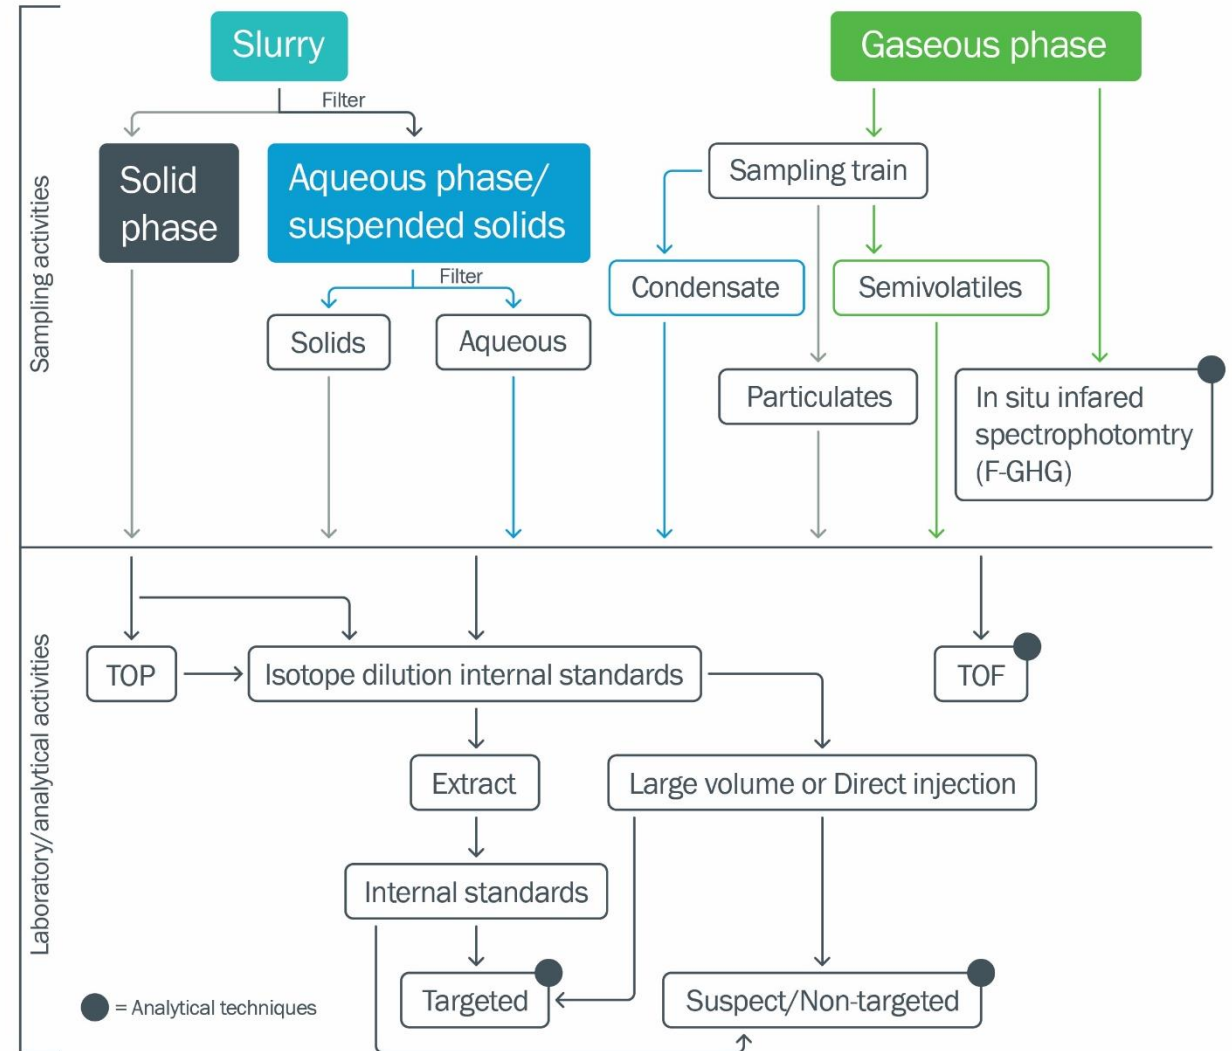 Slurry
Gaseous phase
Filter
Solid
phase
Aqueous phase/
suspended solids
Sampling train
Filter
Condensate
Semivolatiles
Solids
Aqueous
Particulates
In situ infared
spectrophotomtry
(F-GHG)
Sampling activities
TOP
Isotope dilution internal standards
TOF
Extract
Large volume or Direct injection
Internal standards
Targeted
Suspect/Non-targeted
= Analytical techniques
Laboratory/analytical activities